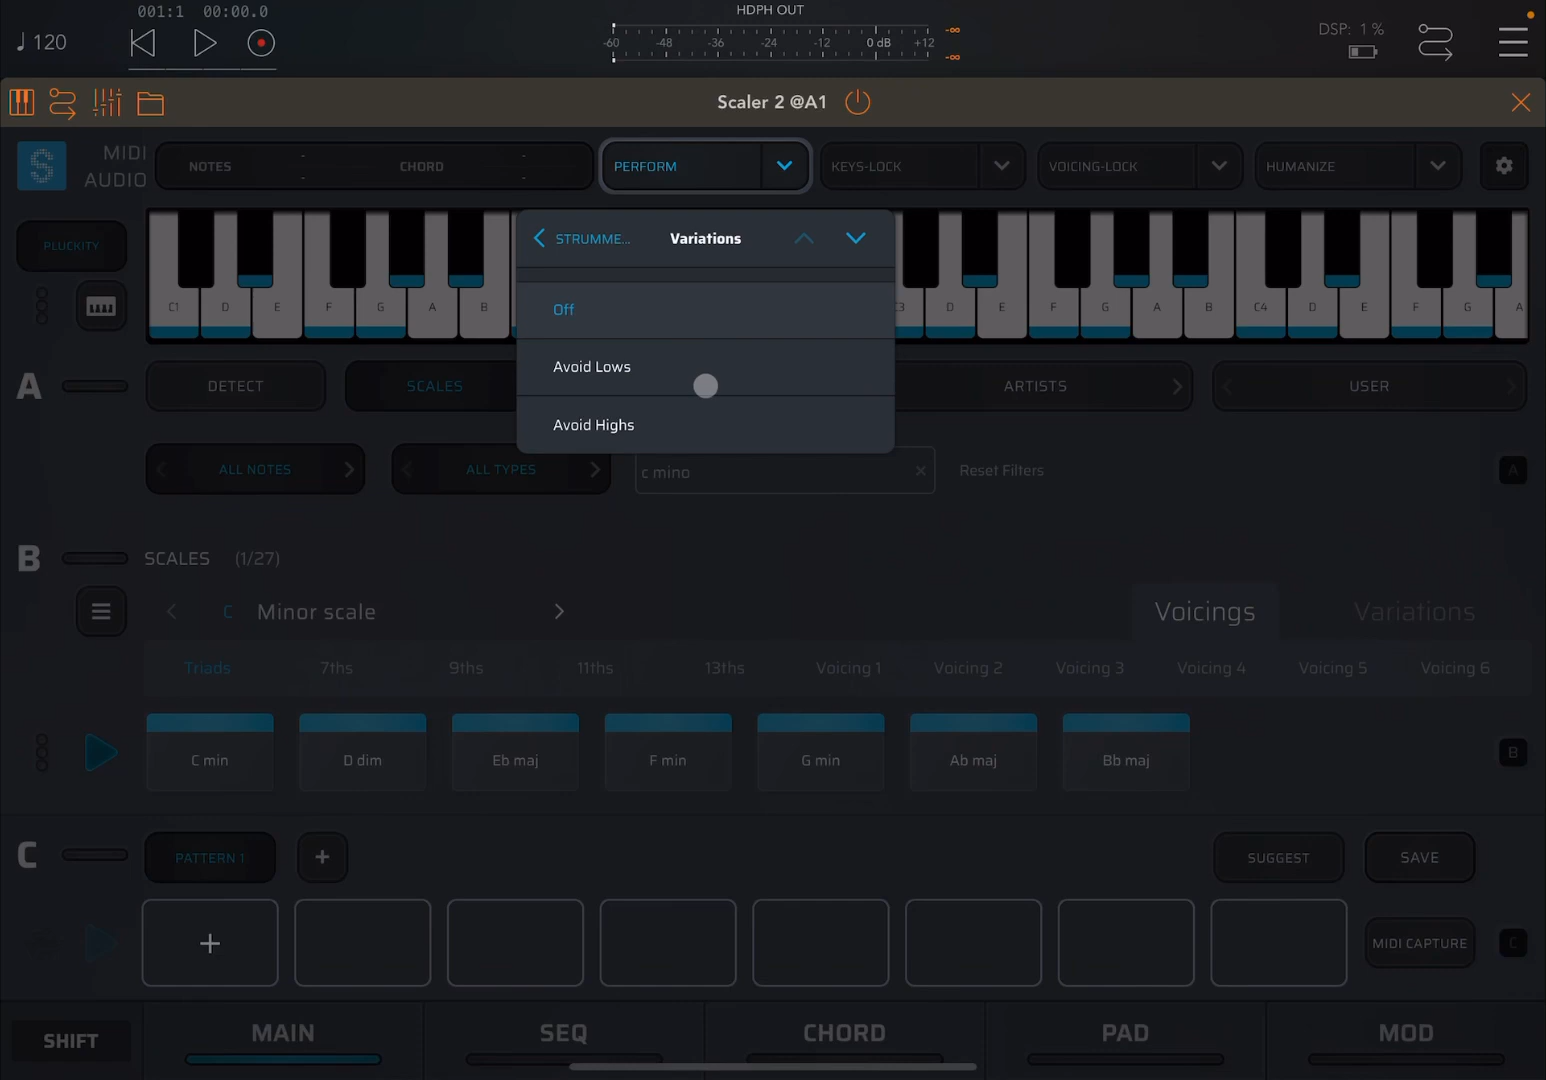 001:1 00:00.0
HDPH OUT
♩ 120
-60 -48 -36 -24 -12 0 dB +12
-∞
-∞
DSP: 1 %
Scaler 2 @A1
S
MIDI
AUDIO
NOTES - - CHORD - -
PERFORM
KEYS-LOCK
VOICING-LOCK
HUMANIZE
PLUCKITY
STRUMME... Variations
Off
Avoid Lows
Avoid Highs
C1 D E F G A B C3 D E F G A B C4 D E F G A
A
DETECT SCALES ARTISTS USER
ALL NOTES ALL TYPES c mino × Reset Filters A
B SCALES (1/27)
C Minor scale Voicings Variations
Triads 7ths 9ths 11ths 13ths Voicing 1 Voicing 2 Voicing 3 Voicing 4 Voicing 5 Voicing 6
C min D dim Eb maj F min G min Ab maj Bb maj B
C PATTERN 1 + SUGGEST SAVE
+ MIDI CAPTURE C
SHIFT MAIN SEQ CHORD PAD MOD